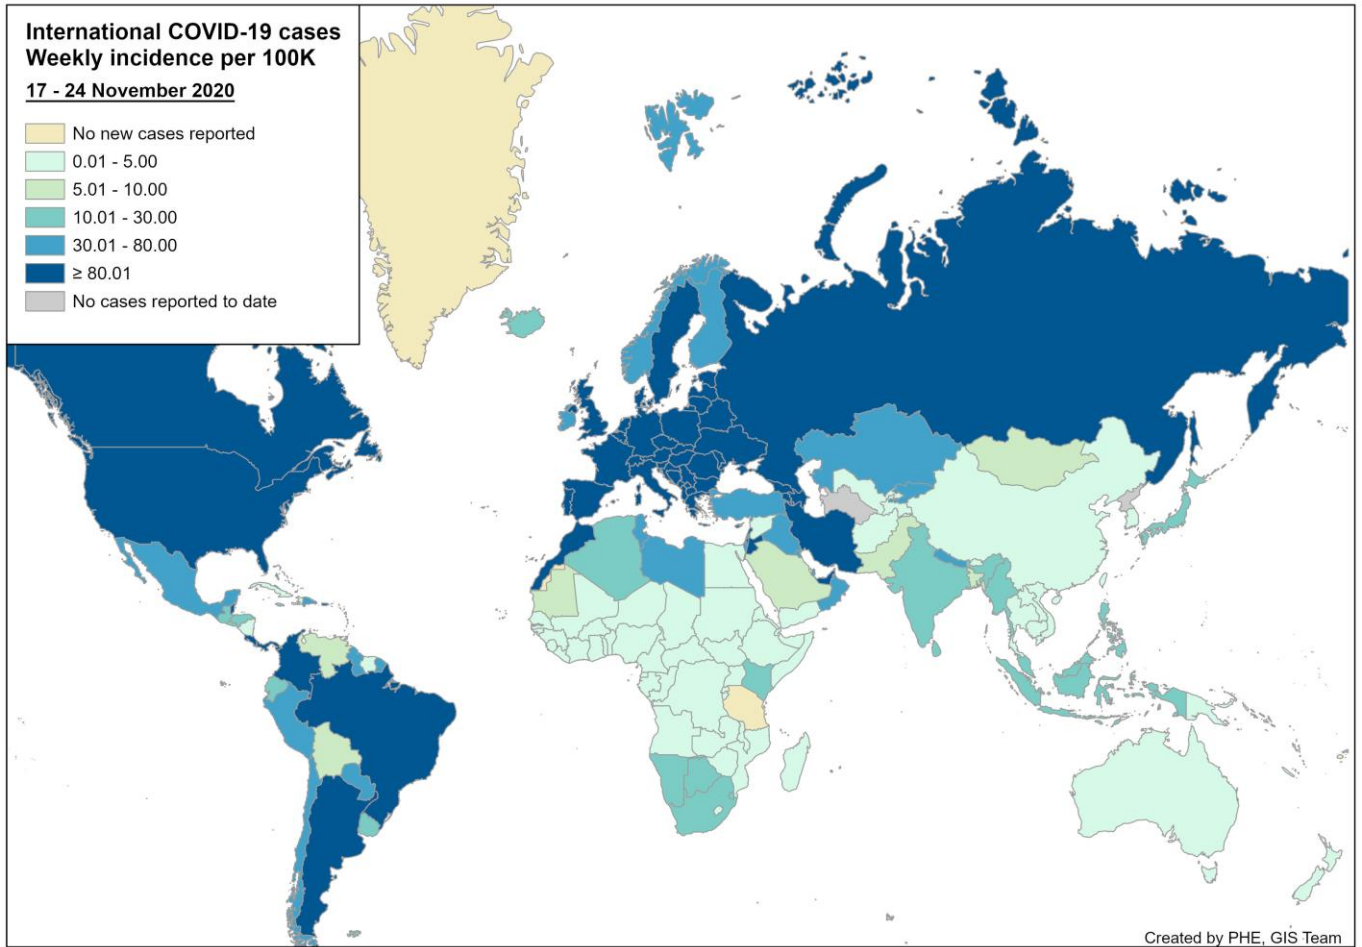 International COVID-19 cases
Weekly incidence per 100K
17 - 24 November 2020
No new cases reported
0.01 - 5.00
5.01 - 10.00
10.01 - 30.00
30.01 - 80.00
≥ 80.01
No cases reported to date
Created by PHE, GIS Team